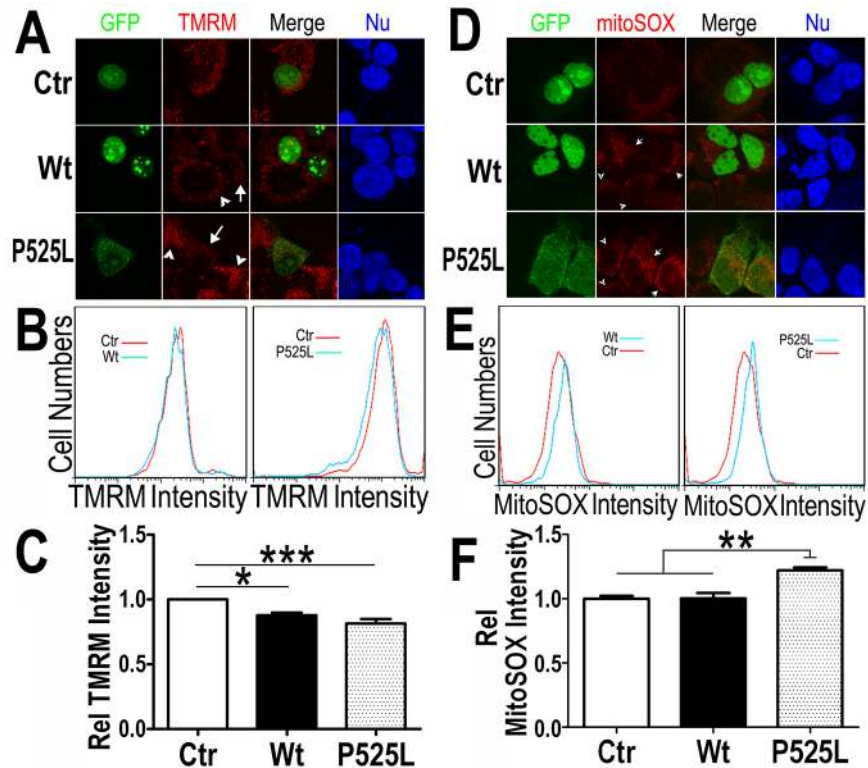 A
GFP TMRM Merge Nu
Ctr
Wt
P525L
B
Cell Numbers
Ctr
Wt
TMRM Intensity
Ctr
P525L
TMRM Intensity
C
Rel TMRM Intensity
1.5
1.0
0.5
0.0
***
*
Ctr Wt P525L
D
GFP mitoSOX Merge Nu
Ctr
Wt
P525L
E
Cell Numbers
Wt
Ctr
MitoSOX Intensity
P525L
Ctr
MitoSOX Intensity
F
Rel
MitoSOX Intensity
1.5
1.0
0.5
0.0
**
Ctr Wt P525L